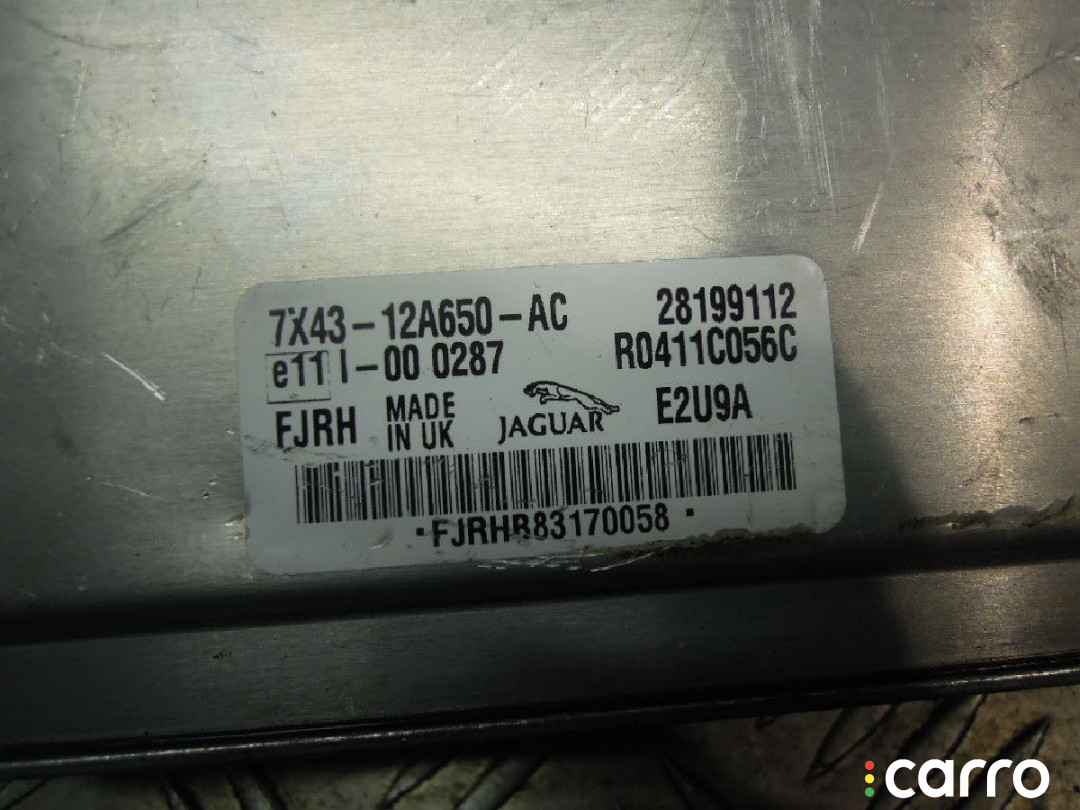 7X43-12A650-AC 28199112
e11 I-00 0287 R0411C056C
FJRH MADE IN UK JAGUAR E2U9A
*FJRHB83170058*
carro